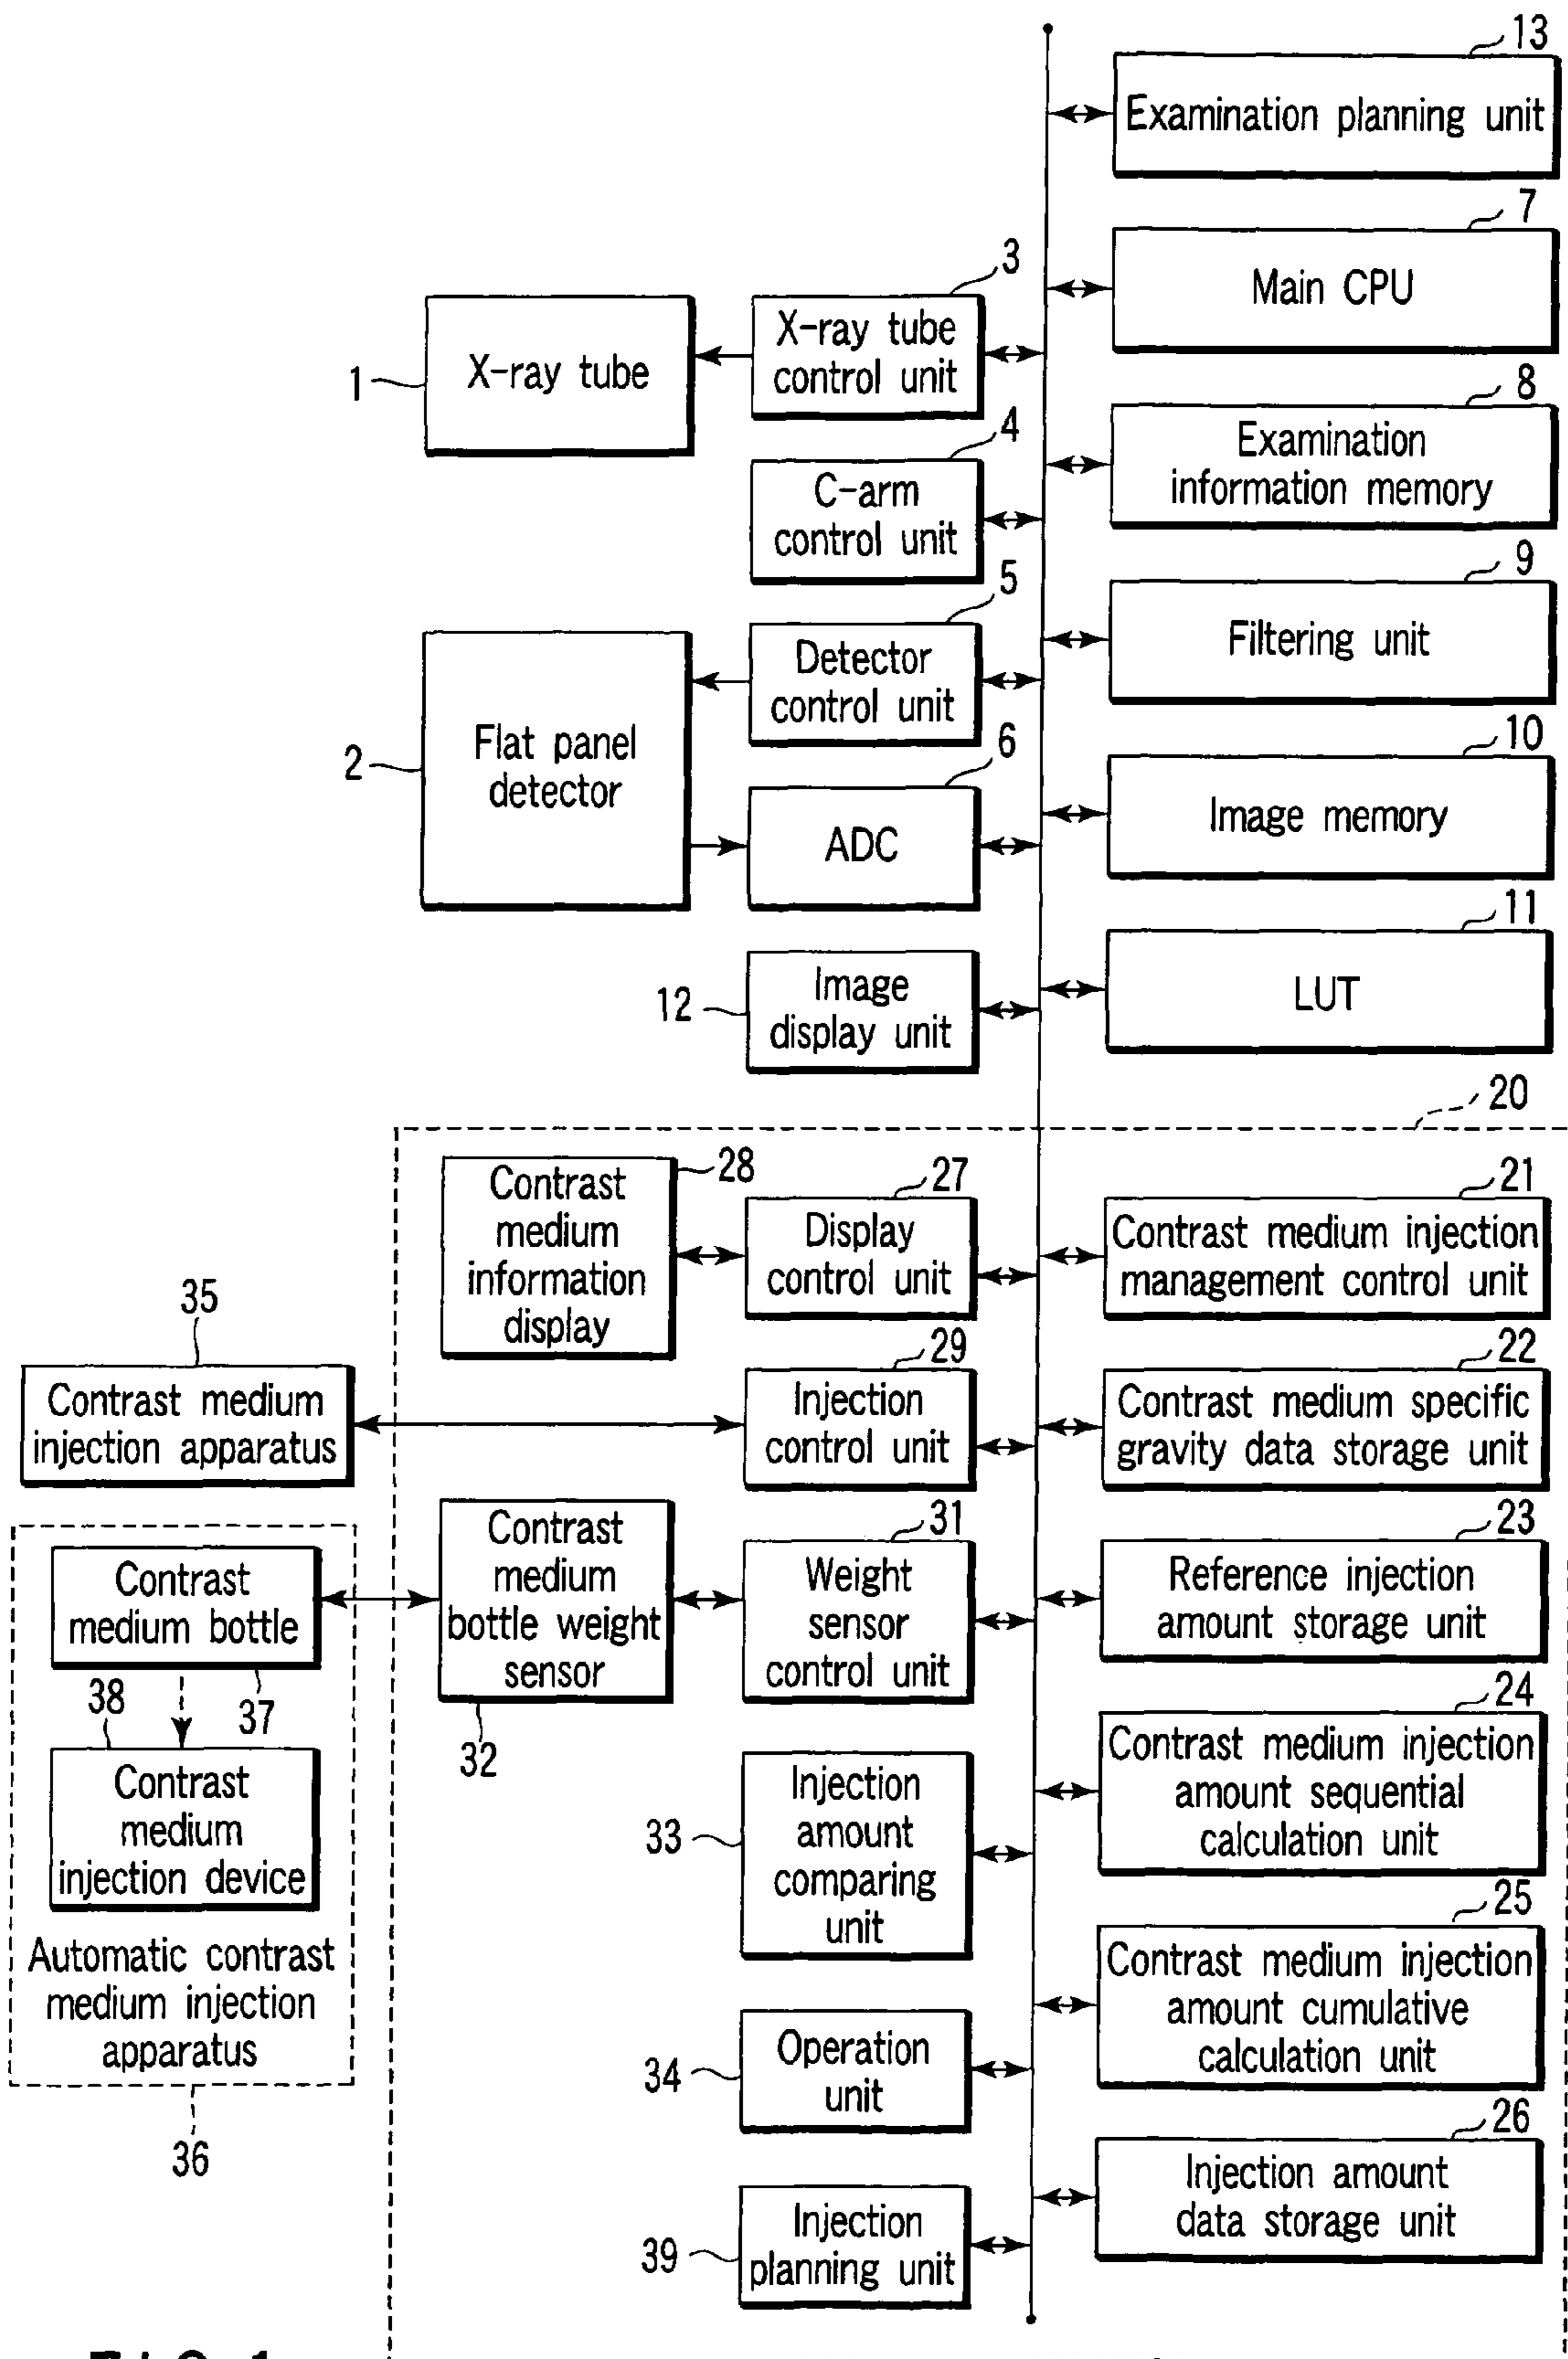 13
Examination planning unit
7
Main CPU
3
X-ray tube
control unit
1
X-ray tube
8
Examination
information memory
4
C-arm
control unit
9
Filtering unit
5
Detector
control unit
2
Flat panel
detector
10
Image memory
6
ADC
11
LUT
12
Image
display unit
20
28
Contrast
medium
information
display
27
Display
control unit
21
Contrast medium injection
management control unit
35
Contrast medium
injection apparatus
29
Injection
control unit
22
Contrast medium specific
gravity data storage unit
Contrast
medium bottle
37
Contrast
medium
bottle weight
sensor
32
31
Weight
sensor
control unit
23
Reference injection
amount storage unit
38
Contrast
medium
injection device
Automatic contrast
medium injection
apparatus
36
33
Injection
amount
comparing
unit
24
Contrast medium injection
amount sequential
calculation unit
25
Contrast medium injection
amount cumulative
calculation unit
34
Operation
unit
26
Injection amount
data storage unit
39
Injection
planning unit